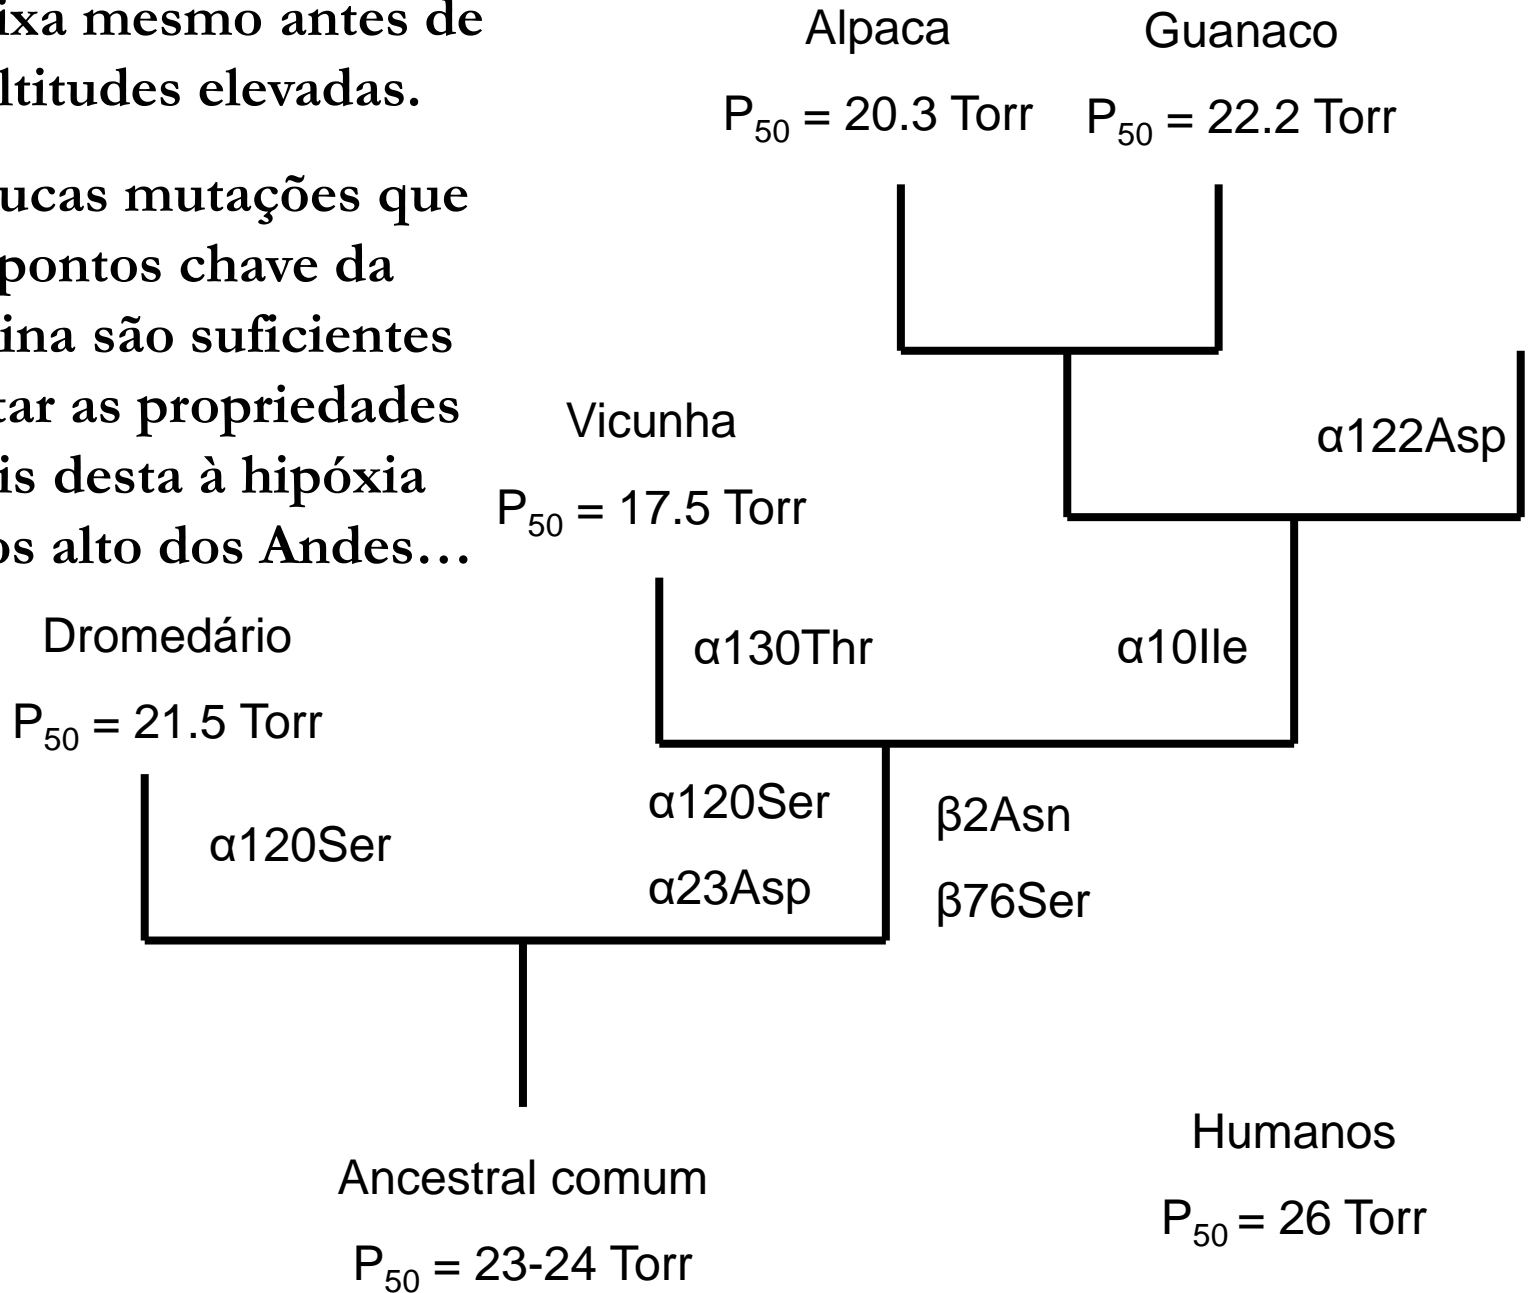 ixa mesmo antes de
ltitudes elevadas.
ucas mutações que
pontos chave da
ina são suficientes
tar as propriedades
is desta à hipóxia
os alto dos Andes…
Alpaca
P₅₀ = 20.3 Torr
Guanaco
P₅₀ = 22.2 Torr
α122Asp
Vicunha
P₅₀ = 17.5 Torr
α130Thr
α10Ile
Dromedário
P₅₀ = 21.5 Torr
α120Ser
α120Ser
α23Asp
β2Asn
β76Ser
Ancestral comum
P₅₀ = 23-24 Torr
Humanos
P₅₀ = 26 Torr